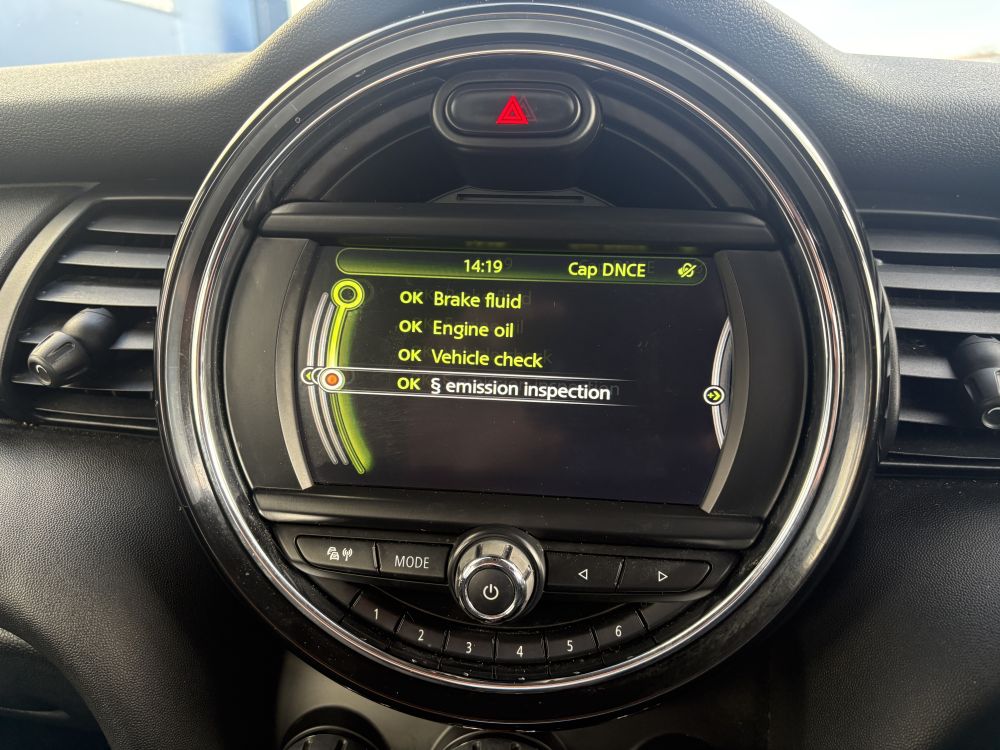 14:19 Cap DNCE
OK Brake fluid
OK Engine oil
OK Vehicle check
OK § emission inspection
MODE
1 2 3 4 5 6